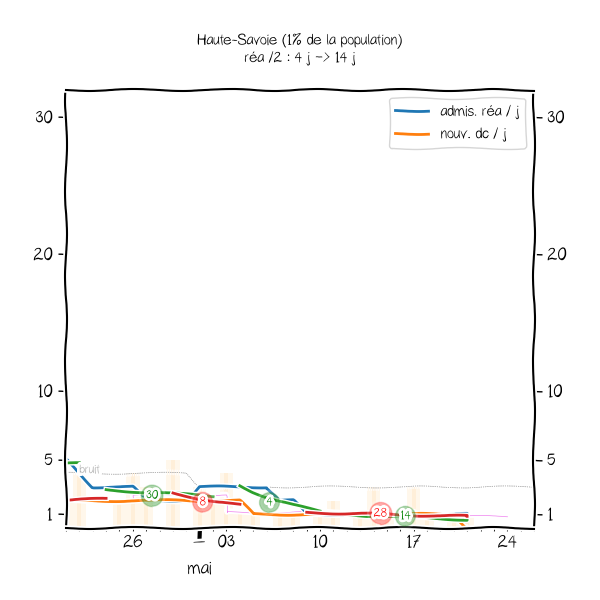 Haute-Savoie (1% de la population)
réa /2 : 4 j -> 14 j
admis. réa / j
nouv. dc / j
30 30
20 20
10 10
5 5
bruit
30 8 4 28 14
1 1
26 1 03 10 17 24
mai